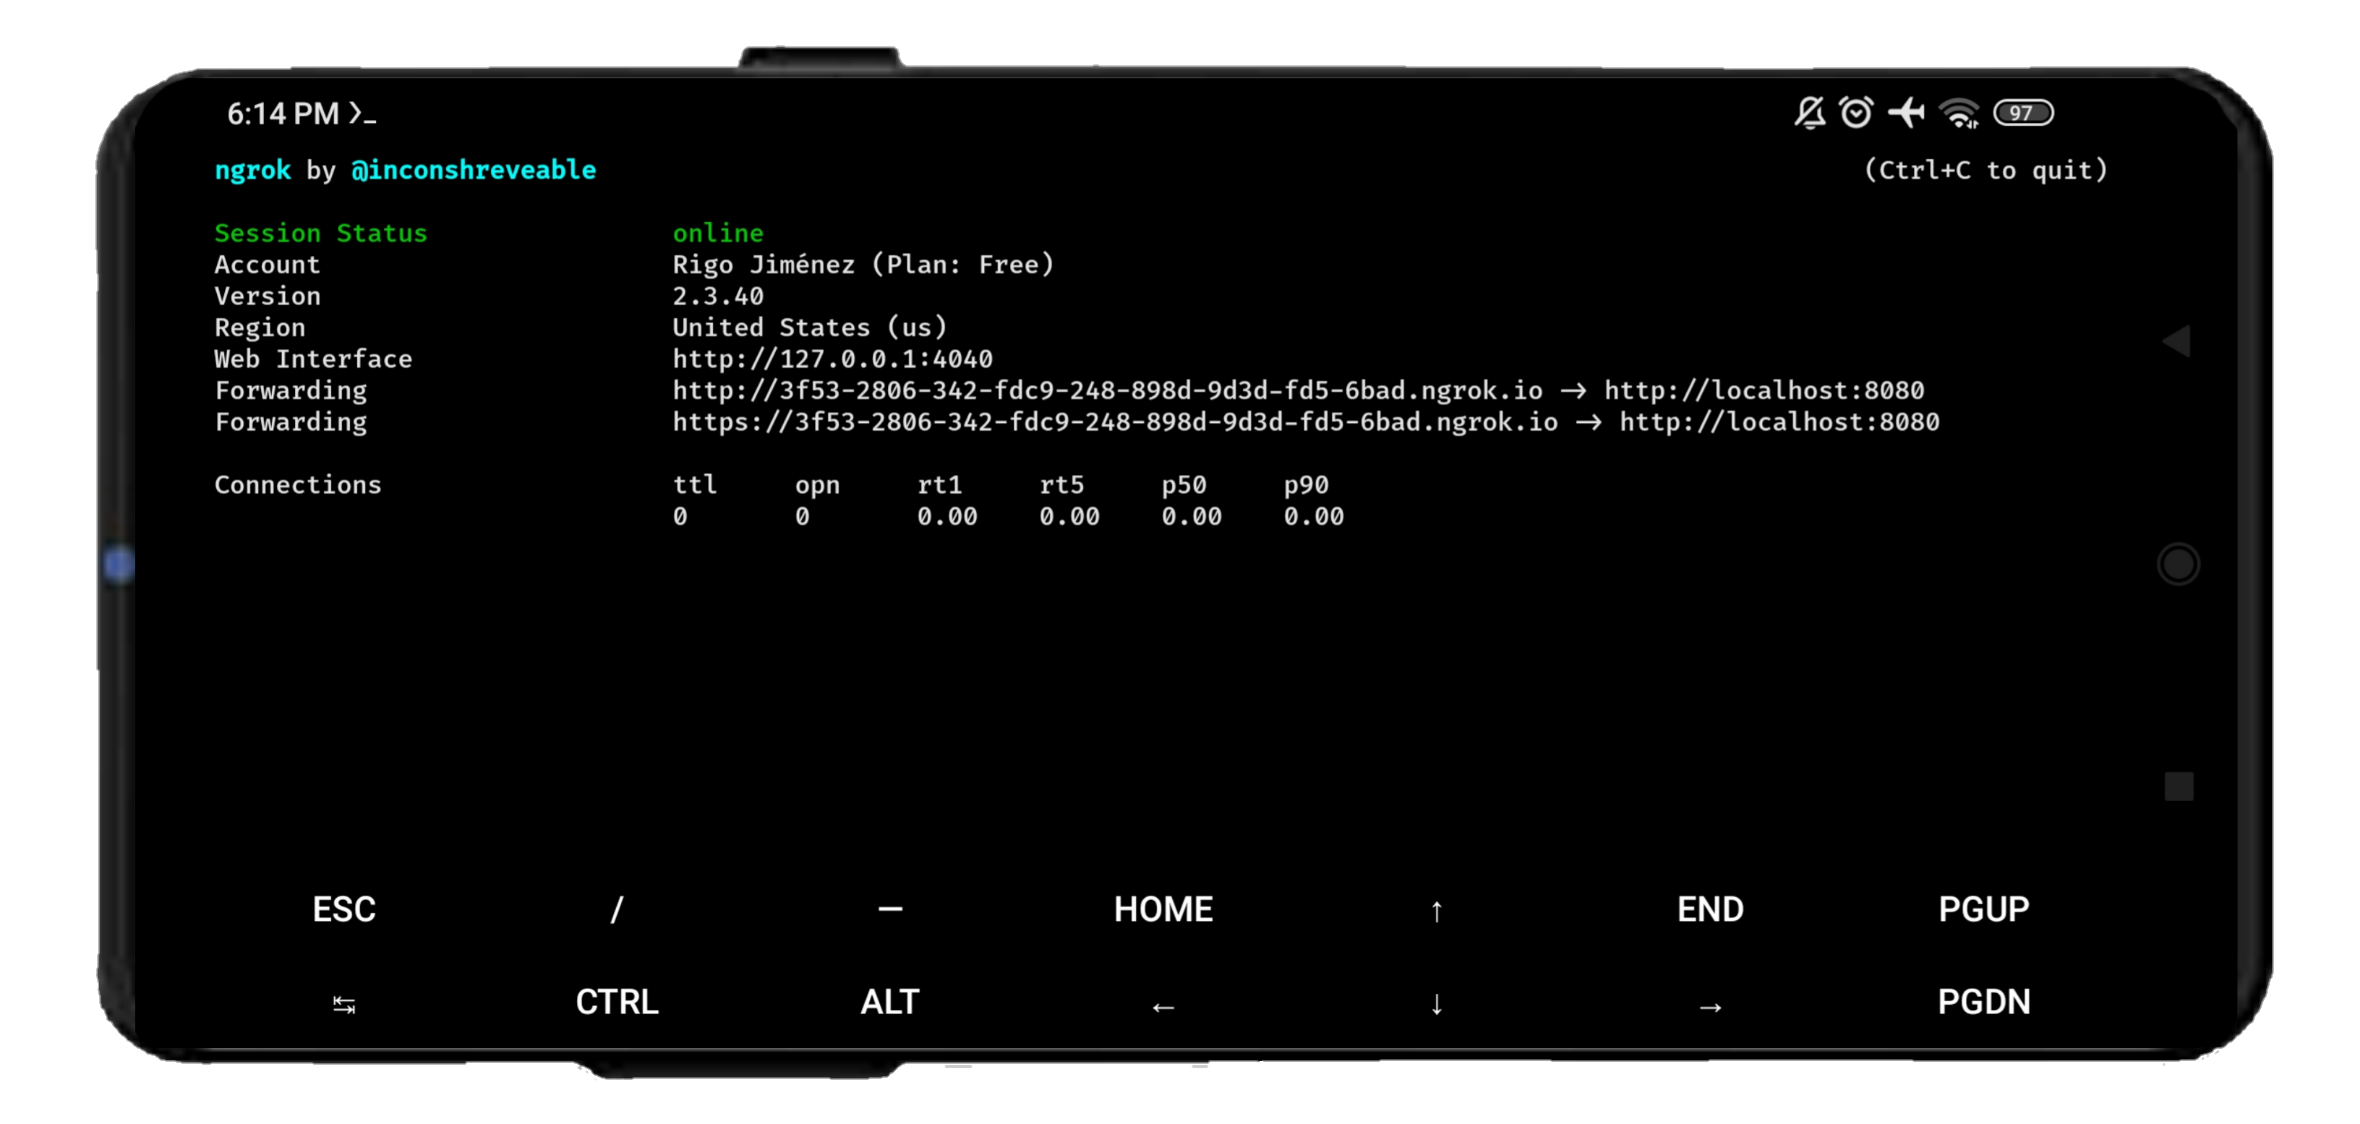 6:14 PM
97
ngrok by @inconshreveable (Ctrl+C to quit)
Session Status online
Account Rigo Jiménez (Plan: Free)
Version 2.3.40
Region United States (us)
Web Interface http://127.0.0.1:4040
Forwarding http://3f53-2806-342-fdc9-248-898d-9d3d-fd5-6bad.ngrok.io → http://localhost:8080
Forwarding https://3f53-2806-342-fdc9-248-898d-9d3d-fd5-6bad.ngrok.io → http://localhost:8080
Connections ttl opn rt1 rt5 p50 p90
0 0 0.00 0.00 0.00 0.00
ESC / — HOME ↑ END PGUP
↹ CTRL ALT ← ↓ → PGDN